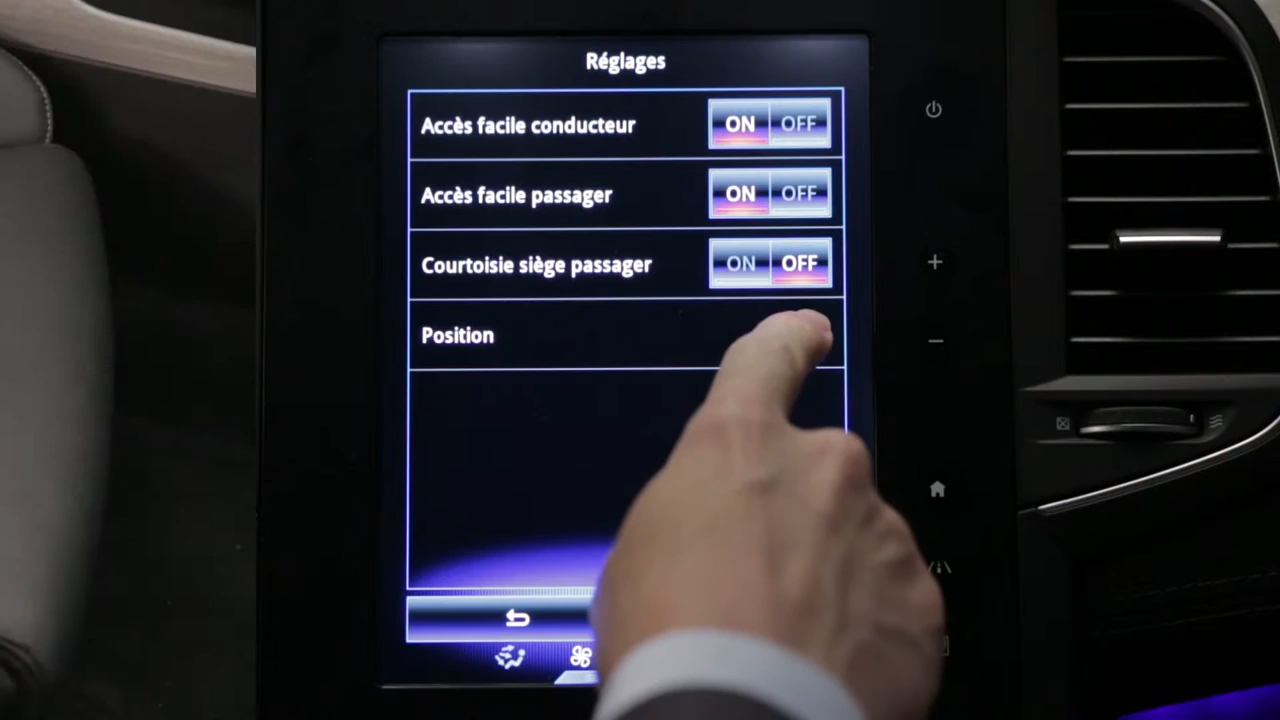 Réglages
Accès facile conducteur ON OFF
Accès facile passager ON OFF
Courtoisie siège passager ON OFF
Position